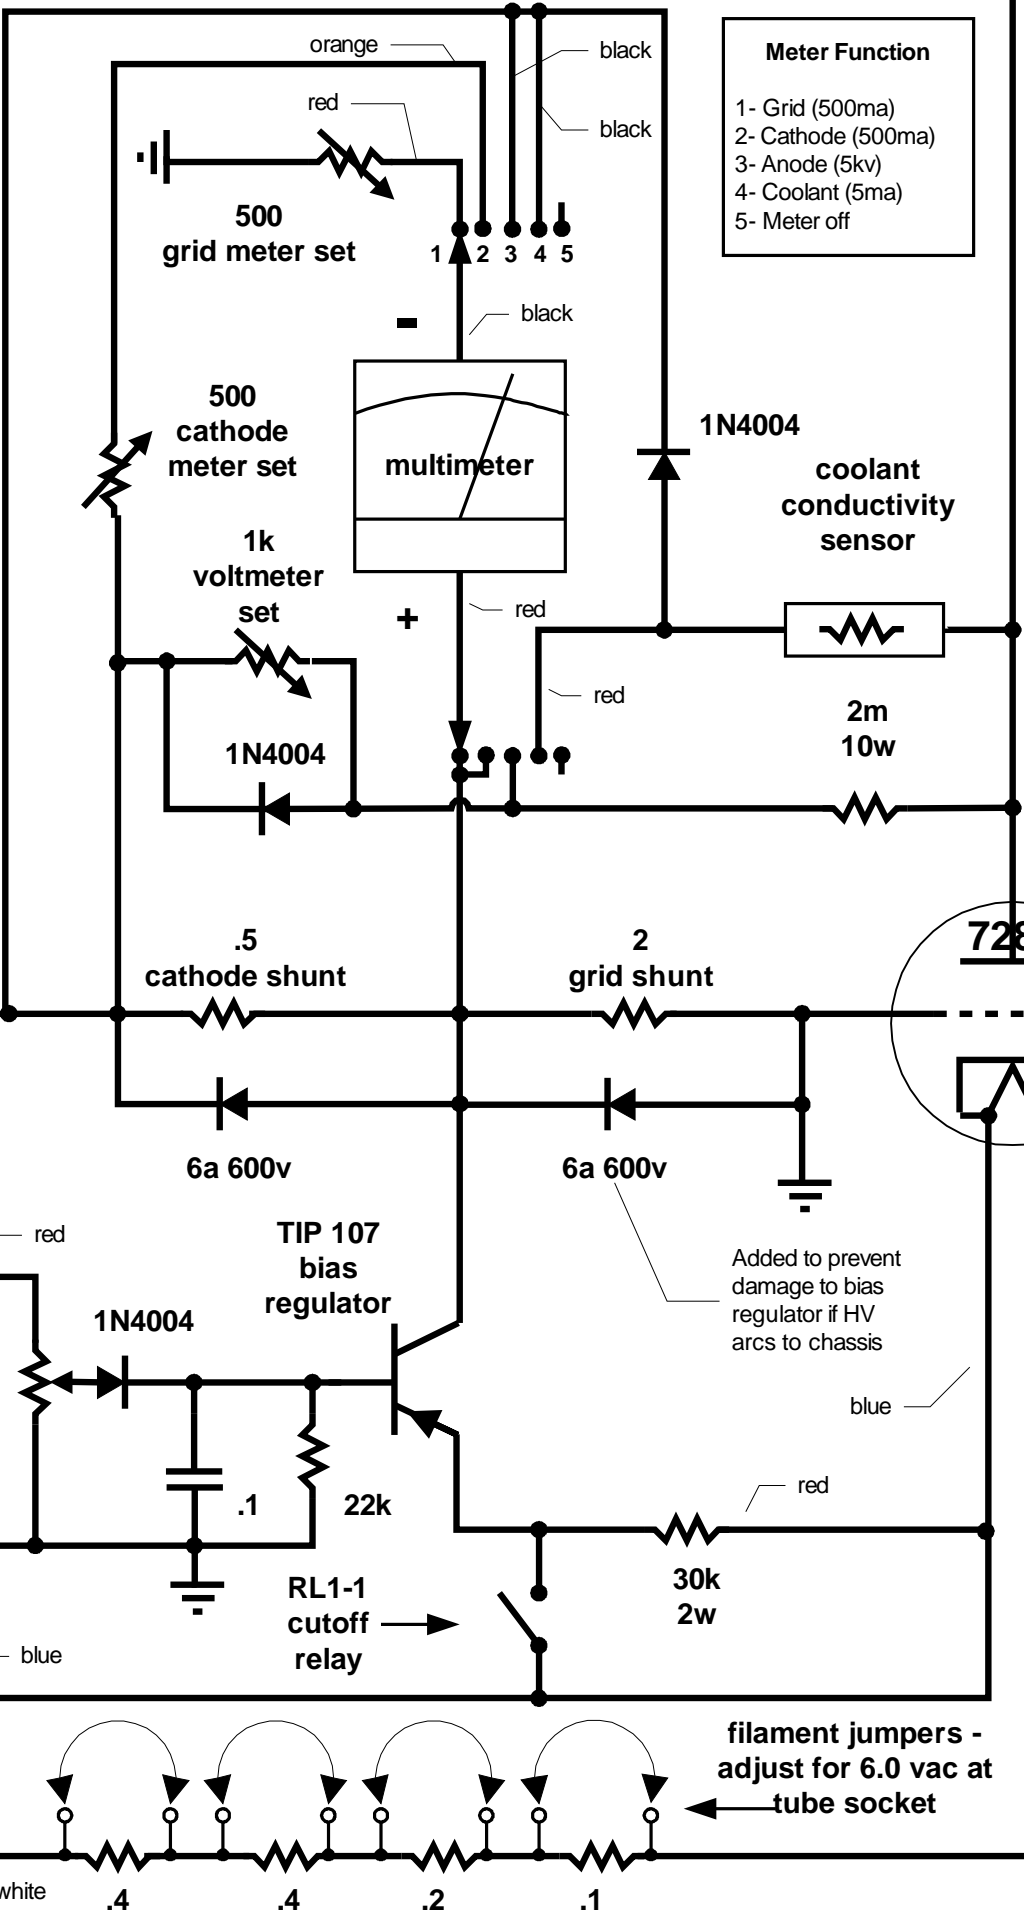 orange
black
red
black
Meter Function
1- Grid (500ma)
2- Cathode (500ma)
3- Anode (5kv)
4- Coolant (5ma)
5- Meter off
500
grid meter set
1 2 3 4 5
-
black
500
cathode
meter set
multimeter
1N4004
coolant
conductivity
sensor
1k
voltmeter
set
+
red
red
2m
10w
1N4004
.5
cathode shunt
2
grid shunt
728
6a 600v
6a 600v
red
TIP 107
bias
regulator
Added to prevent
damage to bias
regulator if HV
arcs to chassis
1N4004
blue
.1
22k
red
30k
2w
RL1-1
cutoff
relay
blue
filament jumpers -
adjust for 6.0 vac at
tube socket
white
.4
.4
.2
.1